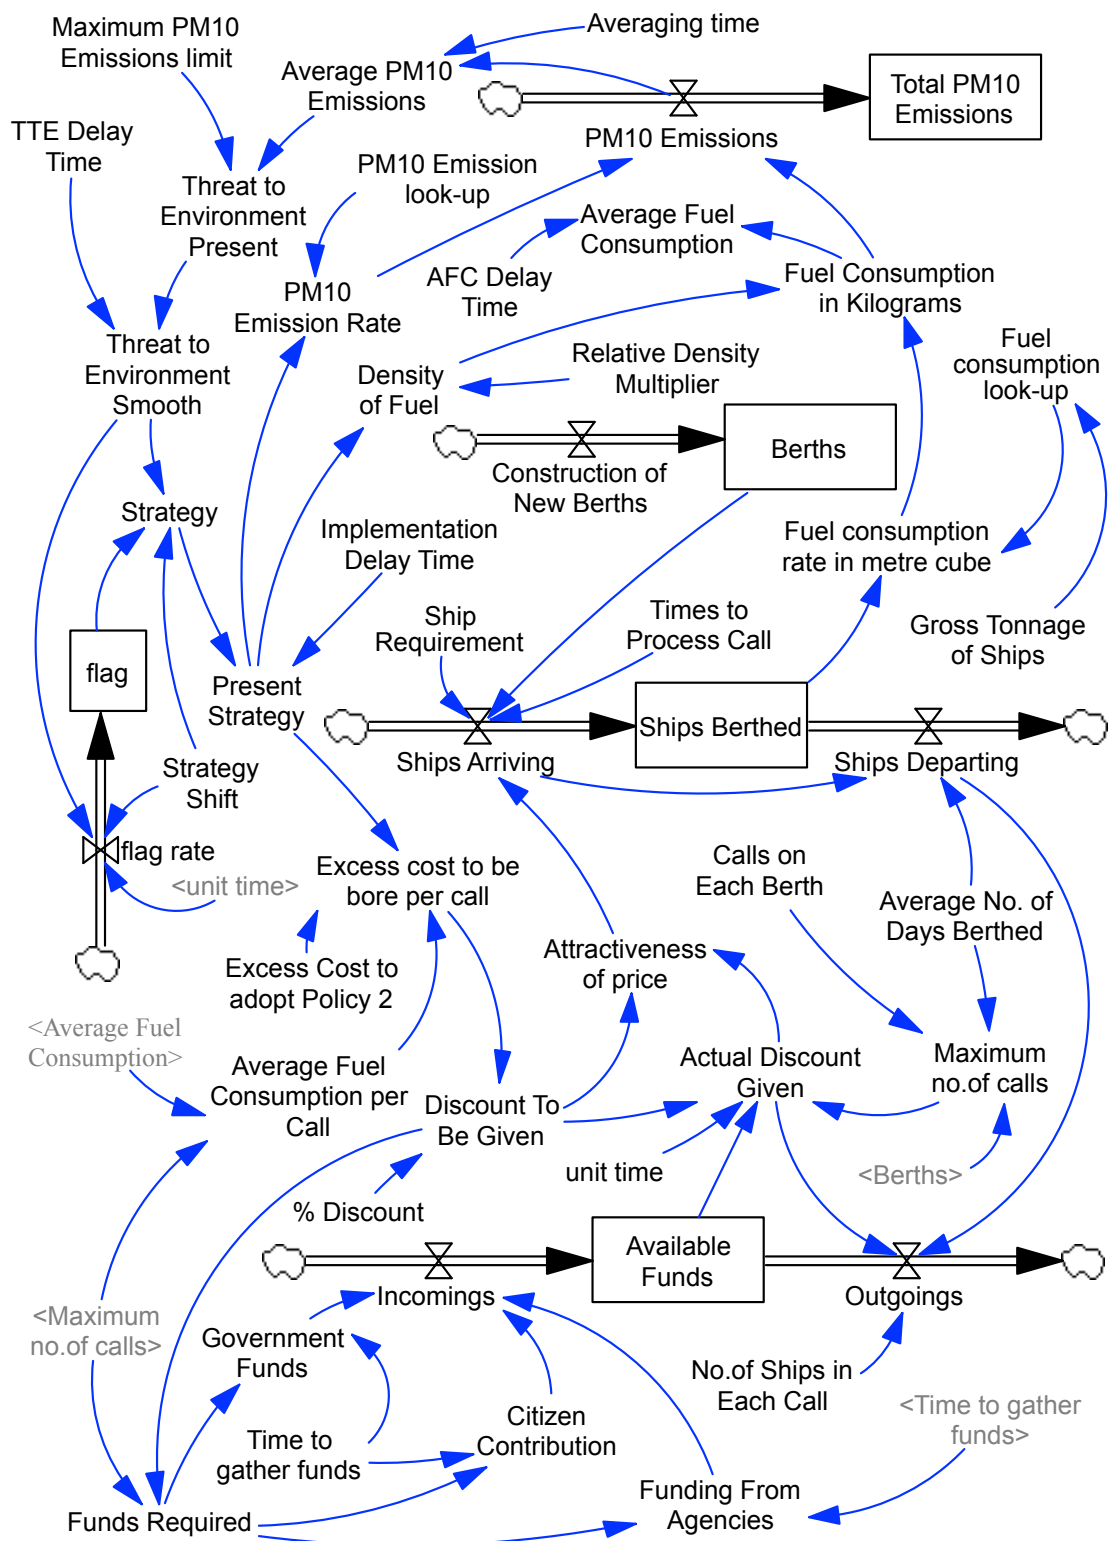 Maximum PM10
Emissions limit
Averaging time
Average PM10
Emissions
Total PM10
Emissions
TTE Delay
Time
PM10 Emissions
PM10 Emission
look-up
Threat to
Environment
Present
Average Fuel
Consumption
AFC Delay
Time
Fuel Consumption
in Kilograms
PM10
Emission Rate
Threat to
Environment
Smooth
Density
of Fuel
Relative Density
Multiplier
Fuel
consumption
look-up
Berths
Construction of
New Berths
Strategy
Implementation
Delay Time
Fuel consumption
rate in metre cube
Ship
Requirement
Times to
Process Call
Gross Tonnage
of Ships
flag
Present
Strategy
Ships Berthed
Ships Arriving
Ships Departing
Strategy
Shift
flag rate
<unit time>
Excess cost to be
bore per call
Calls on
Each Berth
Average No. of
Days Berthed
Attractiveness
of price
Excess Cost to
adopt Policy 2
<Average Fuel
Consumption>
Average Fuel
Consumption per
Call
Discount To
Be Given
Actual Discount
Given
Maximum
no.of calls
unit time
<Berths>
% Discount
Available
Funds
Incomings
Outgoings
<Maximum
no.of calls>
Government
Funds
No.of Ships in
Each Call
Citizen
Contribution
<Time to gather
funds>
Time to
gather funds
Funding From
Agencies
Funds Required